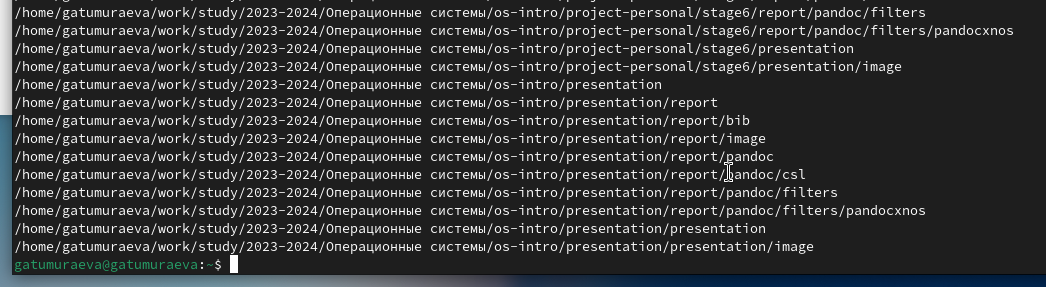 /home/gatumuraeva/work/study/2023-2024/Операционные системы/os-intro/project-personal/stage6/report/pandoc/filters
/home/gatumuraeva/work/study/2023-2024/Операционные системы/os-intro/project-personal/stage6/report/pandoc/filters/pandocxnos
/home/gatumuraeva/work/study/2023-2024/Операционные системы/os-intro/project-personal/stage6/presentation
/home/gatumuraeva/work/study/2023-2024/Операционные системы/os-intro/project-personal/stage6/presentation/image
/home/gatumuraeva/work/study/2023-2024/Операционные системы/os-intro/presentation
/home/gatumuraeva/work/study/2023-2024/Операционные системы/os-intro/presentation/report
/home/gatumuraeva/work/study/2023-2024/Операционные системы/os-intro/presentation/report/bib
/home/gatumuraeva/work/study/2023-2024/Операционные системы/os-intro/presentation/report/image
/home/gatumuraeva/work/study/2023-2024/Операционные системы/os-intro/presentation/report/pandoc
/home/gatumuraeva/work/study/2023-2024/Операционные системы/os-intro/presentation/report/pandoc/csl
/home/gatumuraeva/work/study/2023-2024/Операционные системы/os-intro/presentation/report/pandoc/filters
/home/gatumuraeva/work/study/2023-2024/Операционные системы/os-intro/presentation/report/pandoc/filters/pandocxnos
/home/gatumuraeva/work/study/2023-2024/Операционные системы/os-intro/presentation/presentation
/home/gatumuraeva/work/study/2023-2024/Операционные системы/os-intro/presentation/presentation/image
gatumuraeva@gatumuraeva:~$